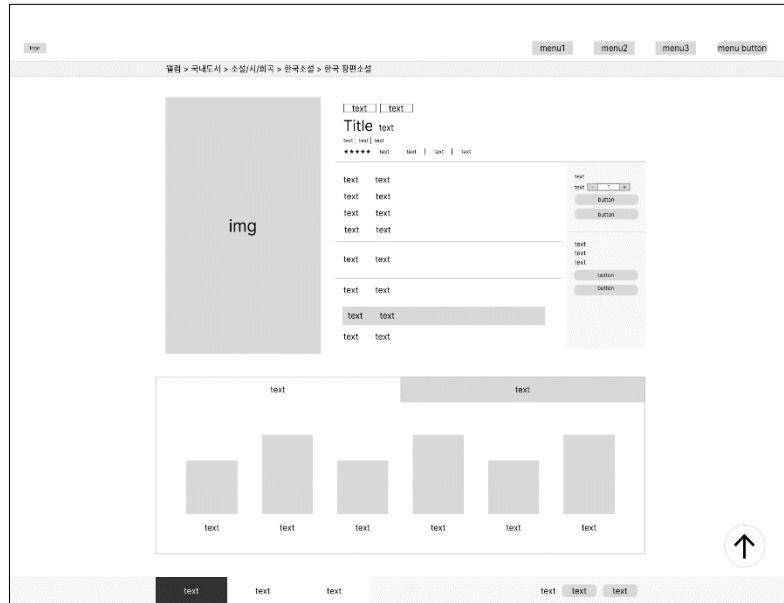 logo
menu1 menu2 menu3 menu button
웰컴 > 국내도서 > 소설/시/희곡 > 한국소설 > 한국 장편소설
img
text text
Title text
text | text | text
★★★★★ text text | text | text
text text
text text
text text
text text
text text
text text
text text
text text
text
text - 1 +
button
button
text
text
text
button
button
text text
text text text text text text
text text text text text text